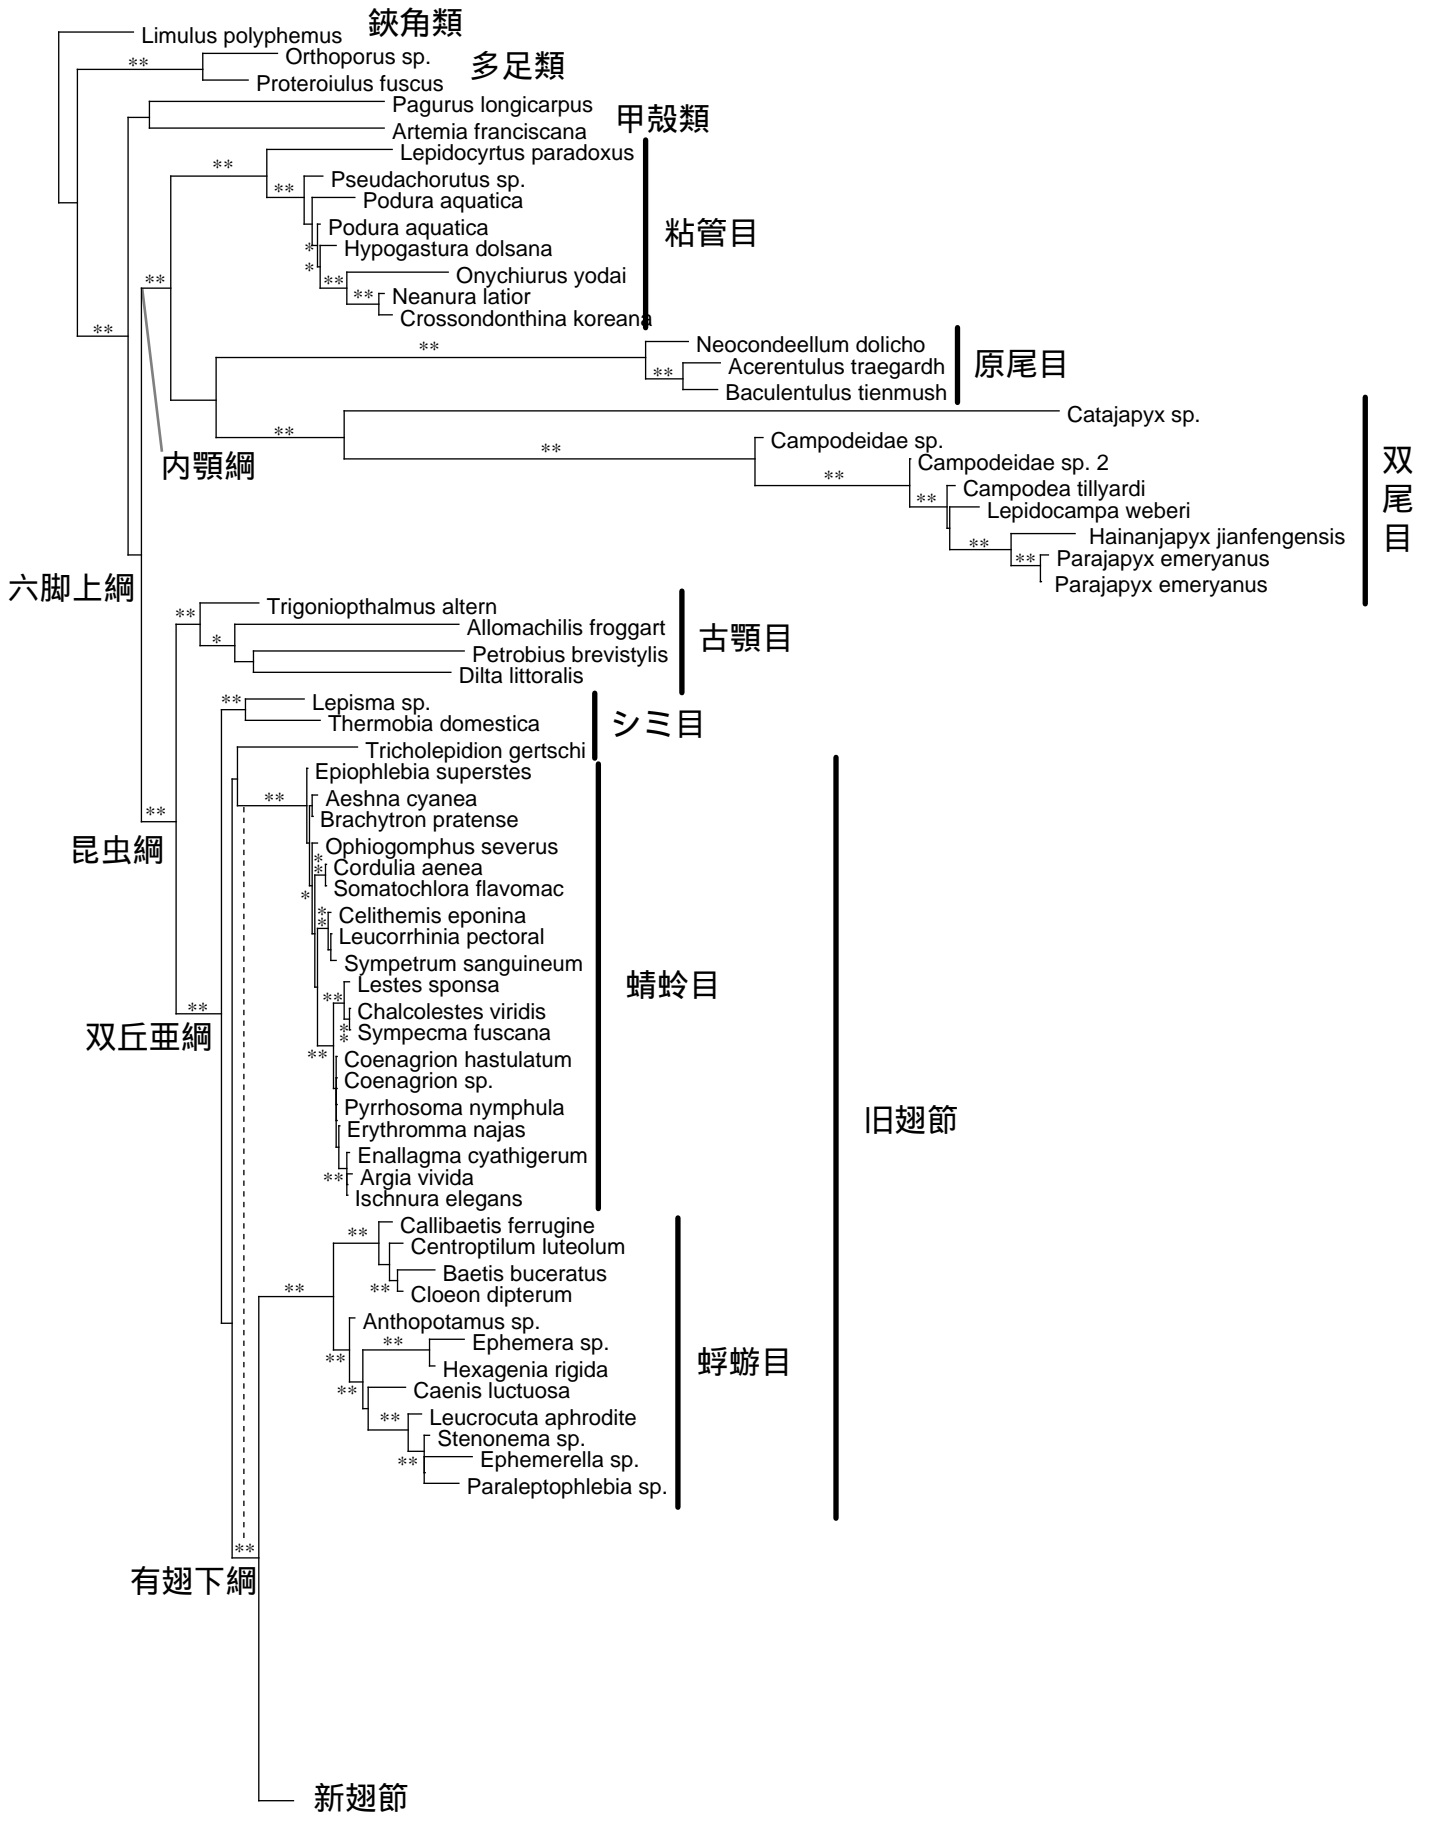 Limulus polyphemus 鋏角類
Orthoporus sp.
多足類
Proteroiulus fuscus
Pagurus longicarpus
甲殻類
Artemia franciscana
Lepidocyrtus paradoxus
**
Pseudachorutus sp.
**
Podura aquatica
Podura aquatica
粘管目
*
Hypogastura dolsana
*
Onychiurus yodai
**
**
Neanura latior
**
Crossondonthina koreana
**
**
Neocondeellum dolicho
**
Acerentulus traegardh
原尾目
**
Baculentulus tienmush
Catajapyx sp.
**
Campodeidae sp.
**
Campodeidae sp. 2
双尾目
内顎綱
**
Campodea tillyardi
**
Lepidocampa weberi
Hainanjapyx jianfengensis
**
Parajapyx emeryanus
**
Parajapyx emeryanus
六脚上綱
Trigoniopthalmus altern
**
Allomachilis froggart
*
古顎目
Petrobius brevistylis
Dilta littoralis
Lepisma sp.
**
Thermobia domestica
シミ目
Tricholepidion gertschi
Epiophlebia superstes
**
Aeshna cyanea
**
Brachytron pratense
昆虫綱
Ophiogomphus severus
*
Cordulia aenea
*
Somatochlora flavomac
*
Celithemis eponina
*
*
Leucorrhinia pectoral
Sympetrum sanguineum
蜻蛉目
Lestes sponsa
**
Chalcolestes viridis
**
双丘亜綱
Sympecma fuscana
*
*
**
Coenagrion hastulatum
Coenagrion sp.
Pyrrhosoma nymphula
旧翅節
Erythromma najas
Enallagma cyathigerum
Argia vivida
**
Ischnura elegans
Callibaetis ferrugine
**
Centroptilum luteolum
Baetis buceratus
**
**
Cloeon dipterum
Anthopotamus sp.
Ephemera sp.
**
**
蜉蝣目
Hexagenia rigida
**
Caenis luctuosa
Leucrocuta aphrodite
**
Stenonema sp.
Ephemerella sp.
**
Paraleptophlebia sp.
**
有翅下綱
新翅節